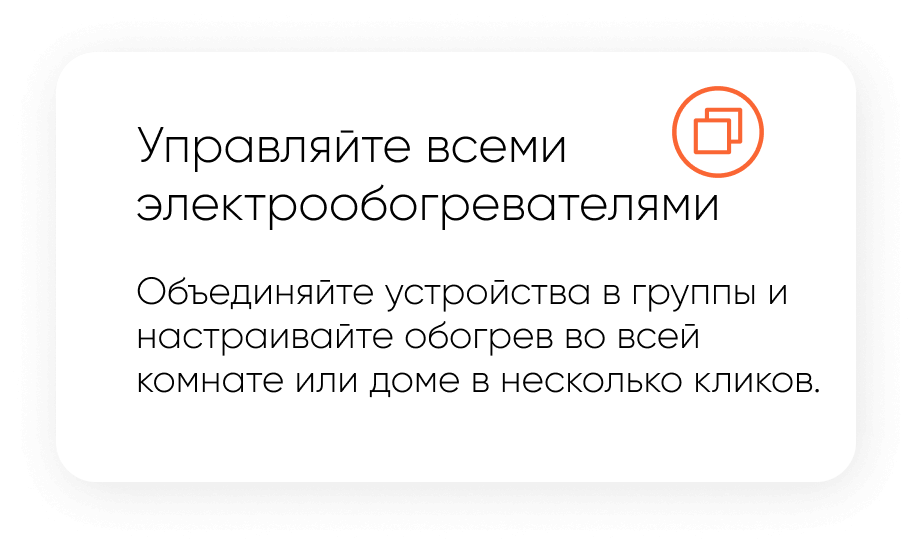 Управляйте всеми
электрообогревателями
Объединяйте устройства в группы и
настраивайте обогрев во всей
комнате или доме в несколько кликов.